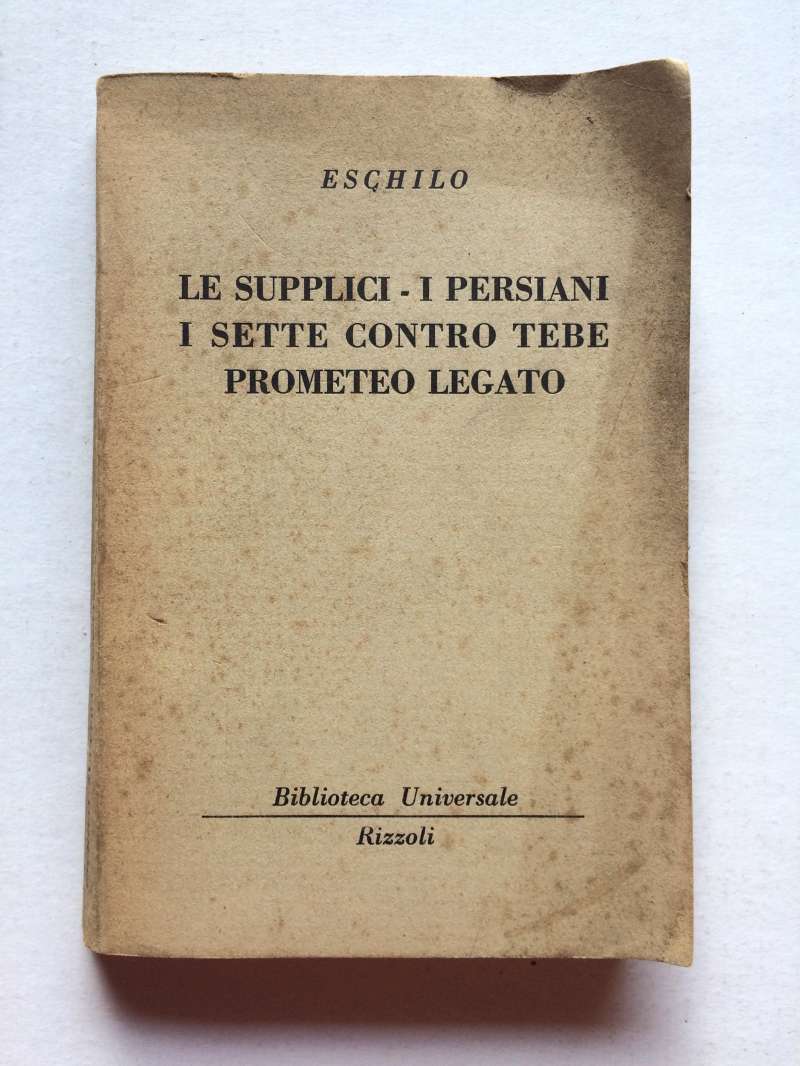 ESCHILO
LE SUPPLICI - I PERSIANI
I SETTE CONTRO TEBE
PROMETEO LEGATO
Biblioteca Universale
Rizzoli